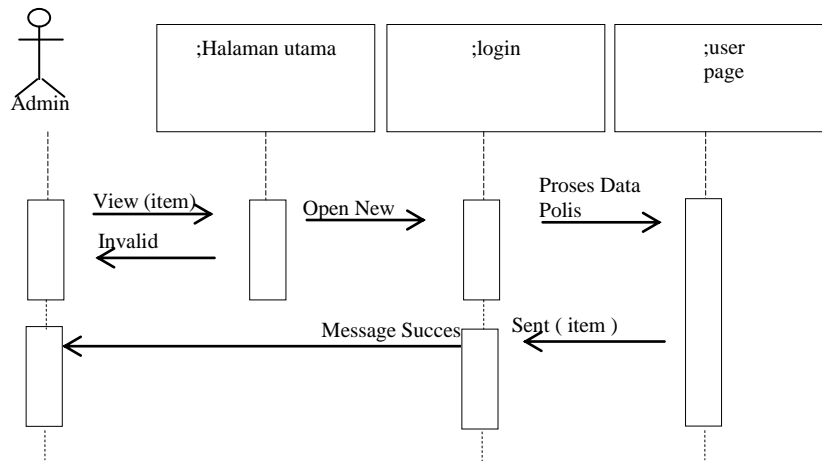 ;Halaman utama
;login
;user
page
Admin
View (item)
Open New
Proses Data
Polis
Invalid
Message Succes
Sent ( item )